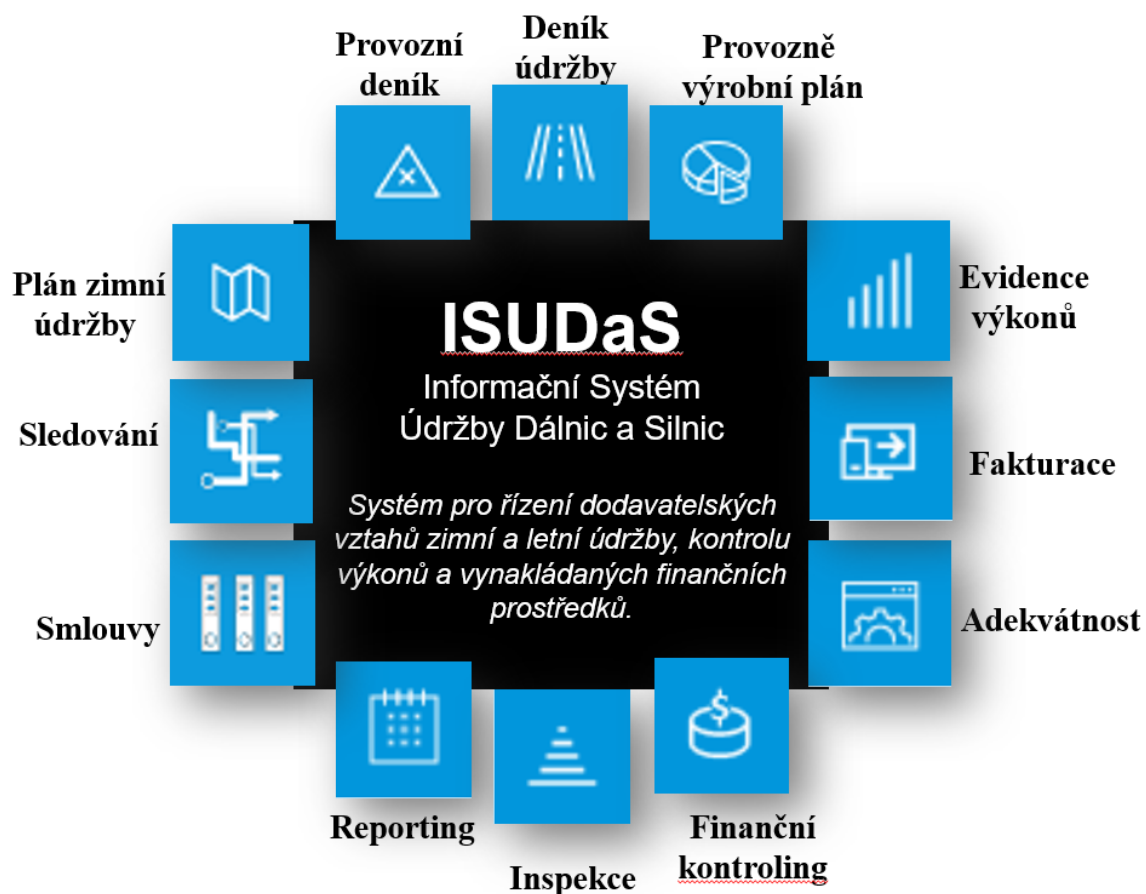 Provozní
deník
Deník
údržby
Provozně
výrobní plán
Plán zimní
údržby
Evidence
výkonů
Sledování
Fakturace
Smlouvy
Adekvátnost
ISUDaS
Informační Systém
Údržby Dálnic a Silnic
Systém pro řízení dodavatelských
vztahů zimní a letní údržby, kontrolu
výkonů a vynakládaných finančních
prostředků.
Reporting
Inspekce
Finanční
kontroling
$